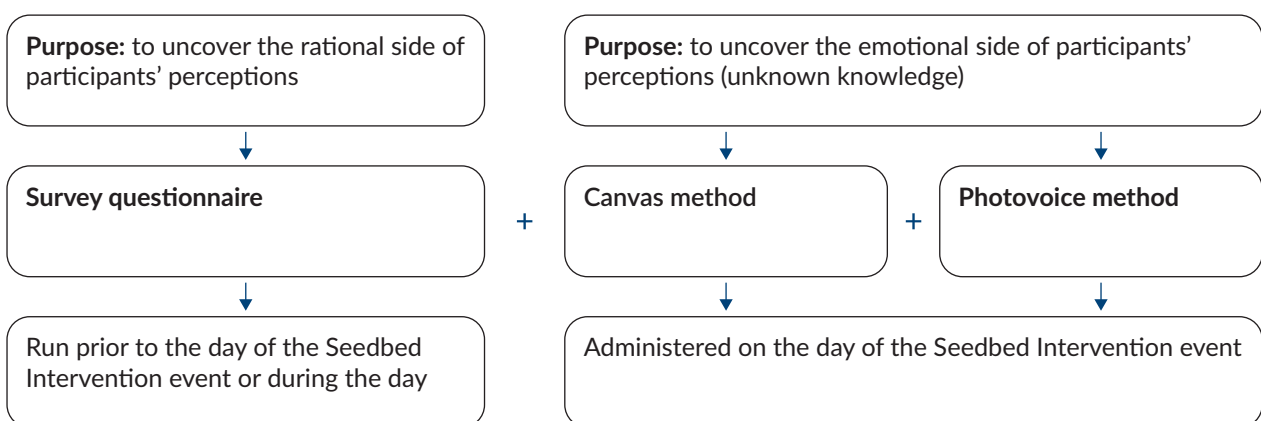 Purpose: to uncover the rational side of
participants’ perceptions
Purpose: to uncover the emotional side of participants’
perceptions (unknown knowledge)
Survey questionnaire
+
Canvas method
+
Photovoice method
Run prior to the day of the Seedbed
Intervention event or during the day
Administered on the day of the Seedbed Intervention event